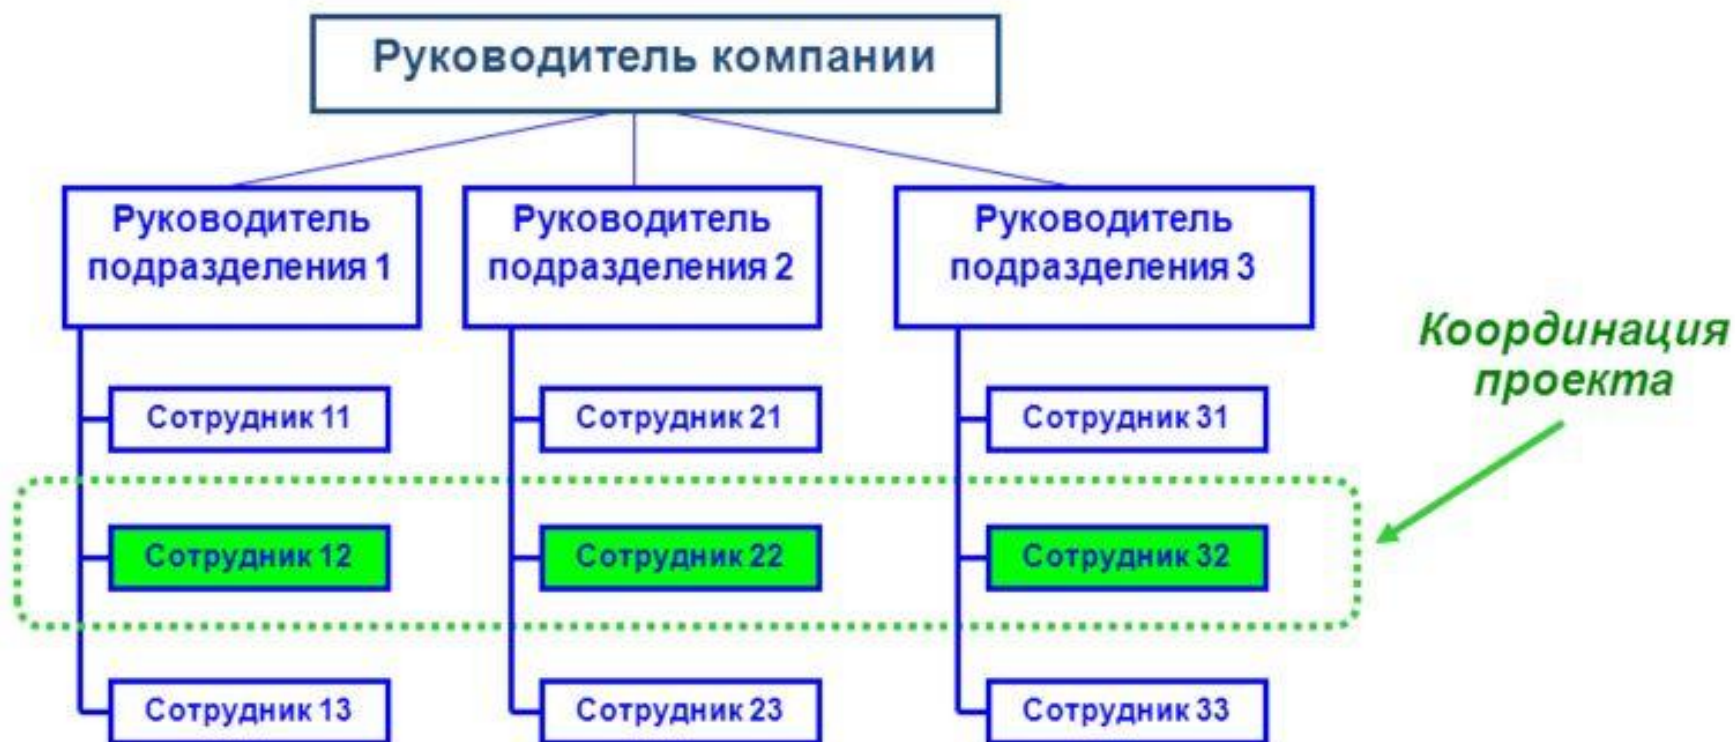 Руководитель компании
Руководитель
подразделения 1
Руководитель
подразделения 2
Руководитель
подразделения 3
Координация
проекта
Сотрудник 11
Сотрудник 21
Сотрудник 31
Сотрудник 12
Сотрудник 22
Сотрудник 32
Сотрудник 13
Сотрудник 23
Сотрудник 33